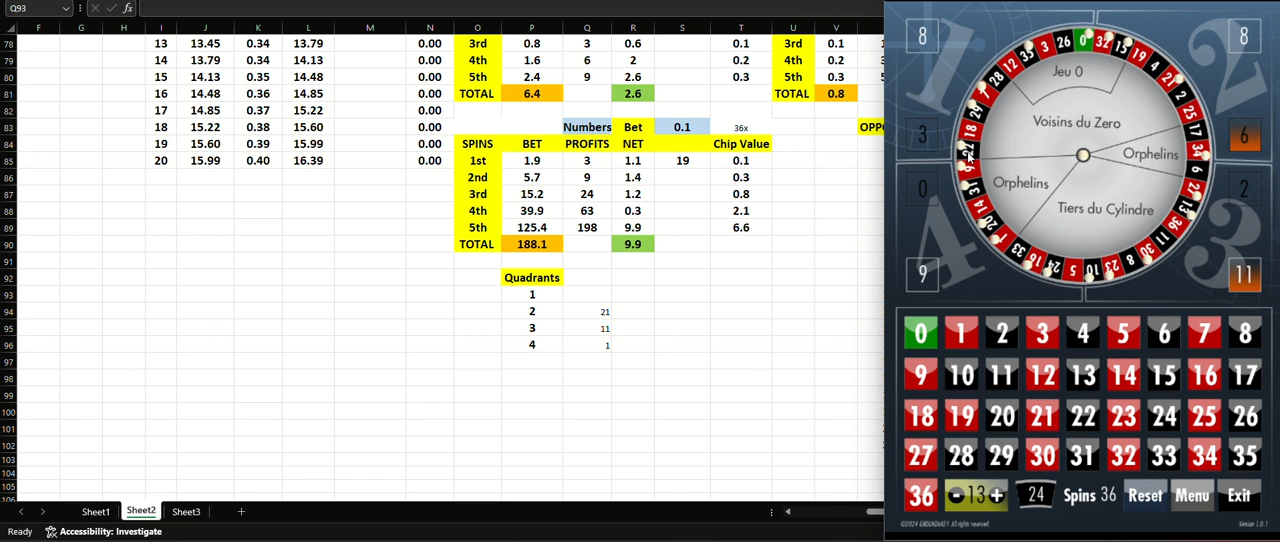 Q93
fx
F G H I J K L M N O P Q R S T U V
78 13 13.45 0.34 13.79 0.00 3rd 0.8 3 0.6 0.1 3rd 0.1
79 14 13.79 0.34 14.13 0.00 4th 1.6 6 2 0.2 4th 0.2
80 15 14.13 0.35 14.48 0.00 5th 2.4 9 2.6 0.3 5th 0.3
81 16 14.48 0.36 14.85 0.00 TOTAL 6.4 2.6 TOTAL 0.8
82 17 14.85 0.37 15.22 0.00
83 18 15.22 0.38 15.60 0.00 Numbers Bet 0.1 36x OPPO
84 19 15.60 0.39 15.99 0.00 SPINS BET PROFITS NET Chip Value
85 20 15.99 0.40 16.39 0.00 1st 1.9 3 1.1 19 0.1
86 2nd 5.7 9 1.4 0.3
87 3rd 15.2 24 1.2 0.8
88 4th 39.9 63 0.3 2.1
89 5th 125.4 198 9.9 6.6
90 TOTAL 188.1 9.9
91
92 Quadrants
93 1
94 2 21
95 3 11
96 4 1
97
98
99
100
101
102
103
104
105
Sheet1 Sheet2 Sheet3 +
Ready Accessibility: Investigate
8 1 2 8
3 6
0 4 3 2
9 11
Jeu 0
Voisins du Zero
Orphelins
Orphelins
Tiers du Cylindre
0 1 2 3 4 5 6 7 8
9 10 11 12 13 14 15 16 17
18 19 20 21 22 23 24 25 26
27 28 29 30 31 32 33 34 35
36 - 13 + 24 Spins 36 Reset Menu Exit
©2024 GROUNDeKEY. All rights reserved. Version 1.0.1